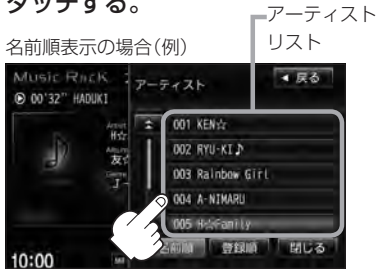 タッチする。
アーティスト
リスト
名前順表示の場合(例)
Music Rack
アーティスト
戻る
00'32" HADUKI
001 KEN☆
Artist
H☆
002 RYU-KI♪
友
003 Rainbow Girl
004 A-NIMARU
005 H☆Family
名前順 登録順 閉じる
10:00